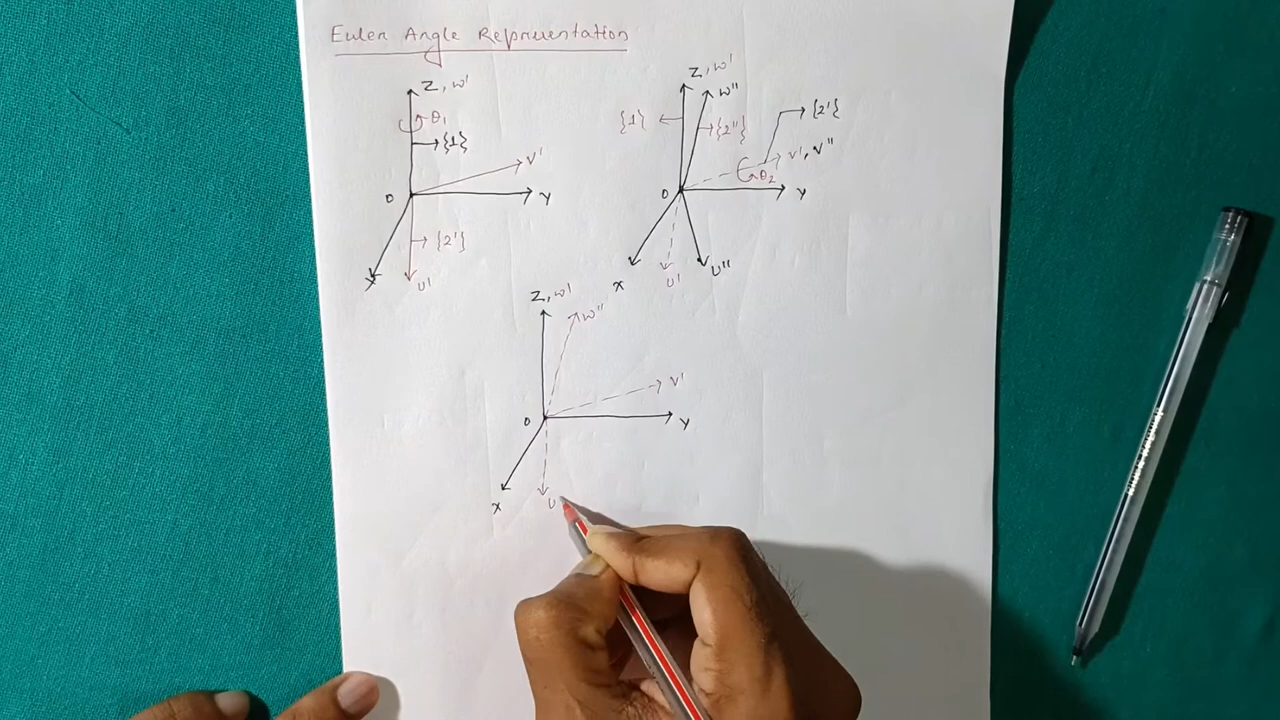 Euler Angle Representation
Z, w'
θ1
{1}
V'
O
Y
{2'}
X
U'
Z, w'
w"
{1}
{2"}
{2'}
V', V"
θ2
O
Y
X
U'
U"
Z, w'
w"
V'
O
Y
X
U